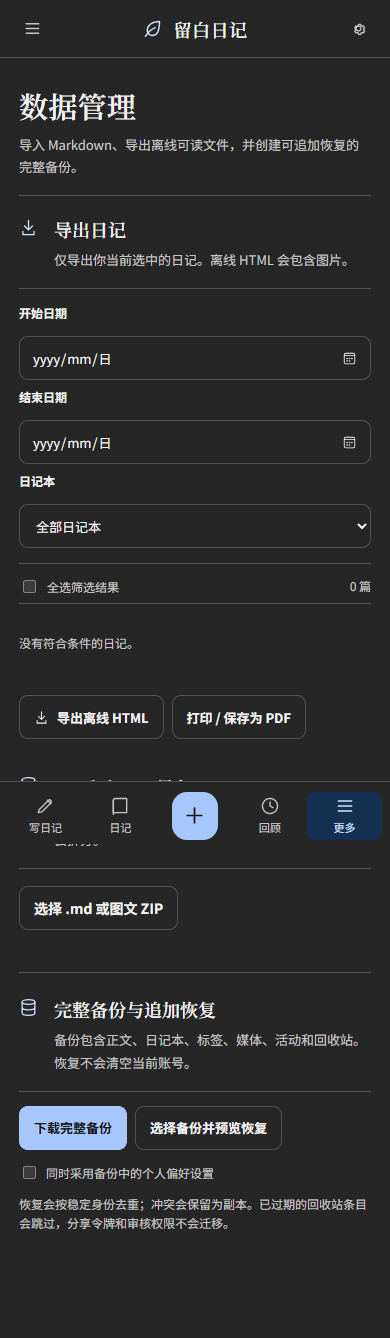 留白日记
数据管理
导入 Markdown、导出离线可读文件，并创建可追加恢复的
完整备份。
导出日记
仅导出你当前选中的日记。离线 HTML 会包含图片。
开始日期
yyyy/mm/日
结束日期
yyyy/mm/日
日记本
全部日记本
全选筛选结果
0 篇
没有符合条件的日记。
导出离线 HTML
打印 / 保存为 PDF
写日记
日记
回顾
更多
选择 .md 或图文 ZIP
完整备份与追加恢复
备份包含正文、日记本、标签、媒体、活动和回收站。
恢复不会清空当前账号。
下载完整备份
选择备份并预览恢复
同时采用备份中的个人偏好设置
恢复会按稳定身份去重；冲突会保留为副本。已过期的回收站条目
会跳过，分享令牌和审核权限不会迁移。